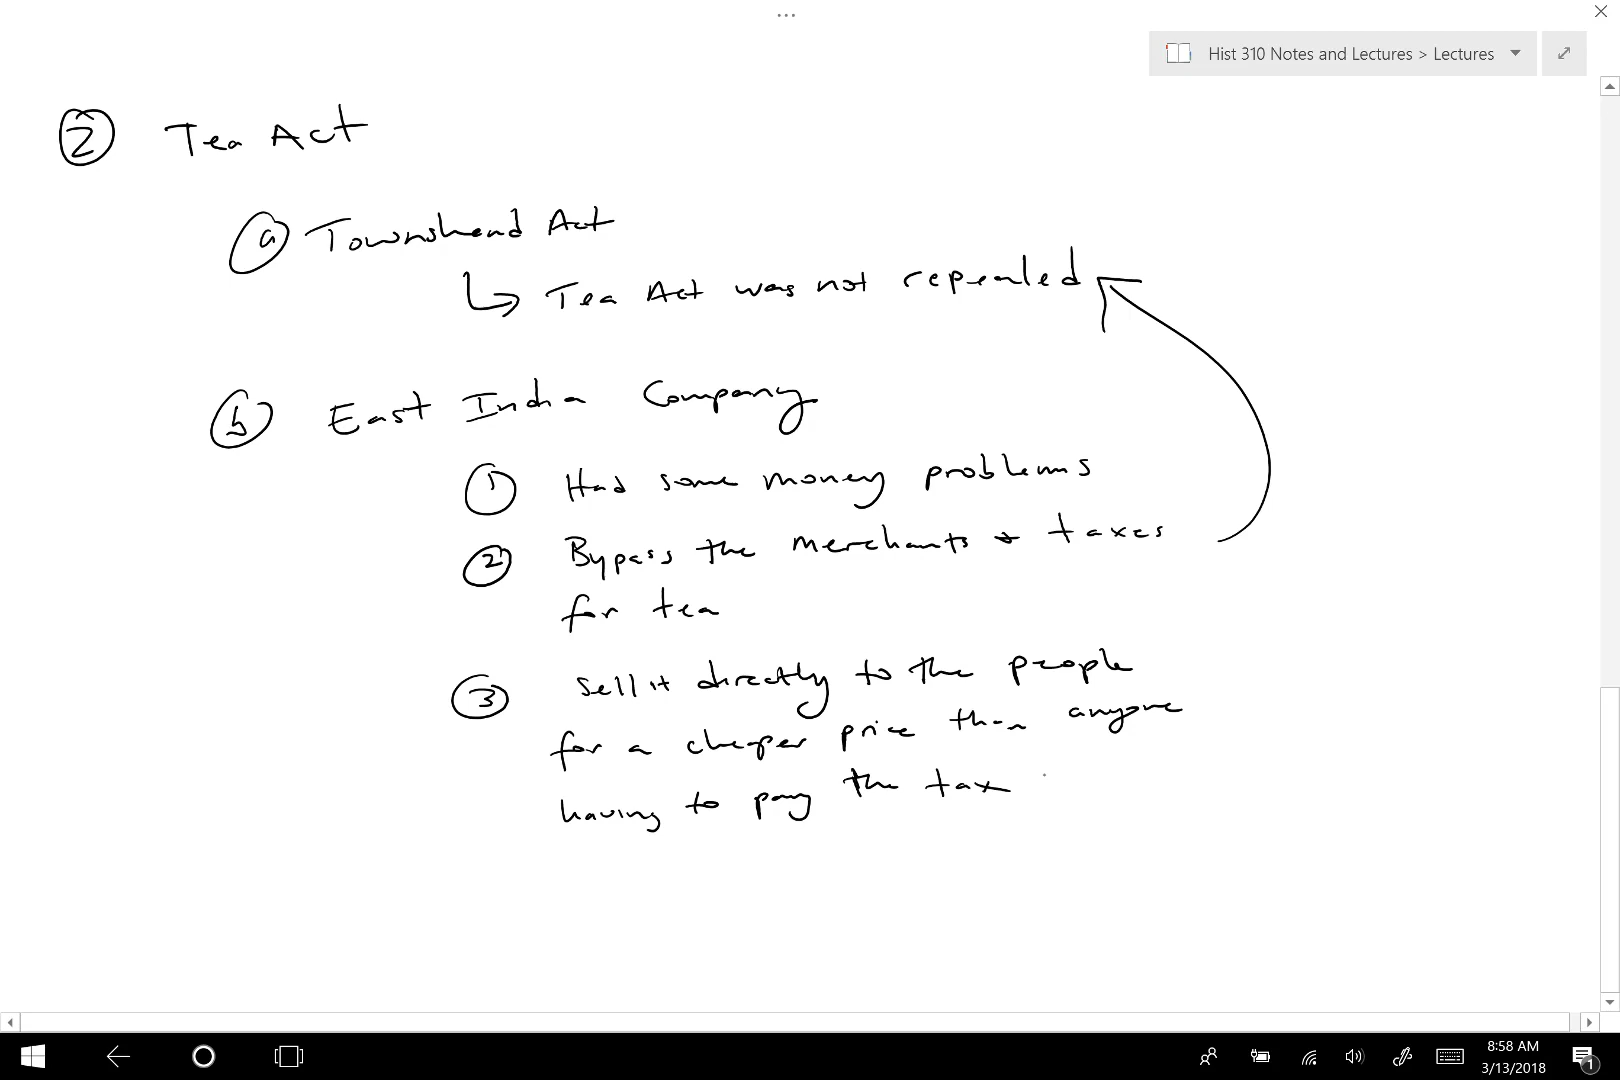 ...
Hist 310 Notes and Lectures > Lectures
2 Tea Act
a Townshend Act
↳ Tea Act was not repealed
b East India Company
1 Had some money problems
2 Bypass the merchants + taxes
for tea
3 Sell it directly to the people
for a cheaper price than anyone
having to pay the tax
8:58 AM
3/13/2018
1